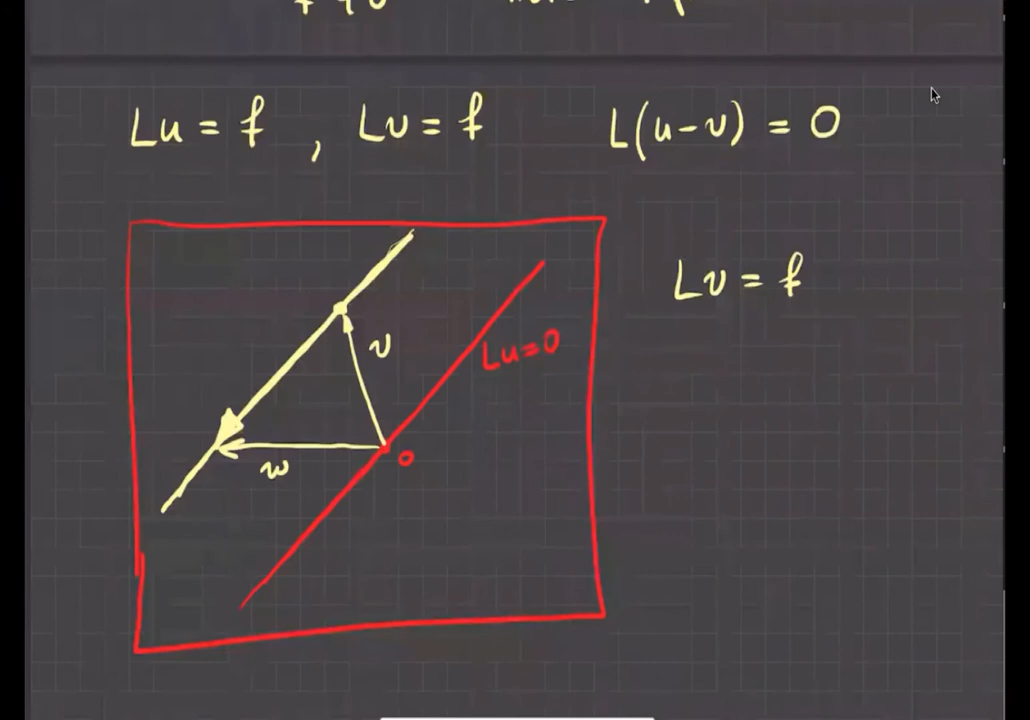 Lu = f , Lv = f L(u-v) = 0
Lv = f
v
Lu=0
w
0